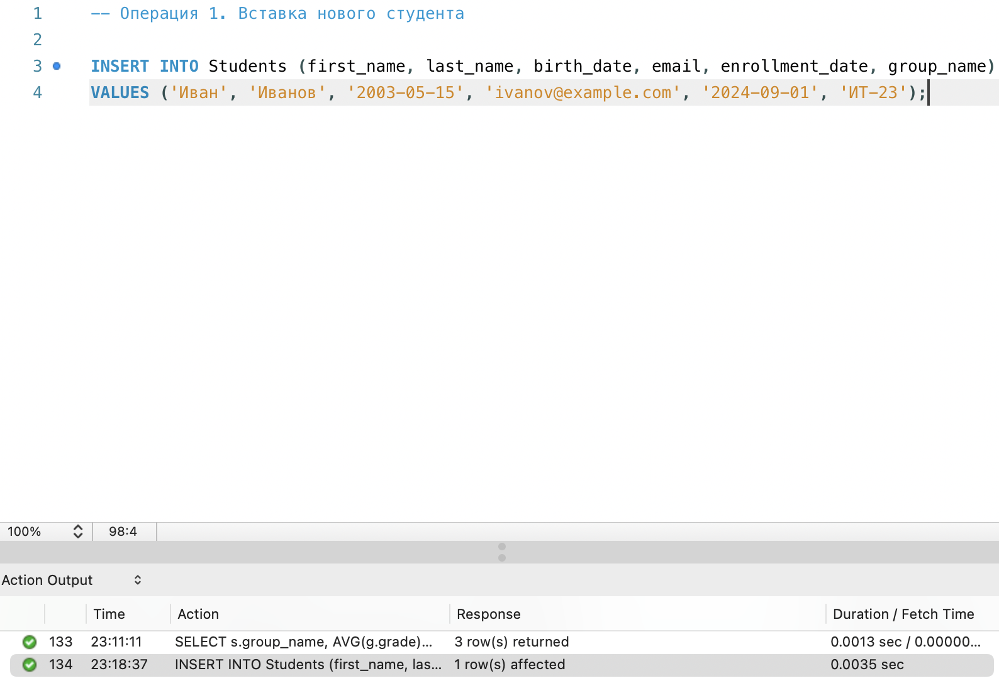 1 -- Операция 1. Вставка нового студента
2
3 INSERT INTO Students (first_name, last_name, birth_date, email, enrollment_date, group_name)
4 VALUES ('Иван', 'Иванов', '2003-05-15', 'ivanov@example.com', '2024-09-01', 'ИТ-23');
100% 98:4
Action Output
Time Action Response Duration / Fetch Time
133 23:11:11 SELECT s.group_name, AVG(g.grade)... 3 row(s) returned 0.0013 sec / 0.00000...
134 23:18:37 INSERT INTO Students (first_name, las... 1 row(s) affected 0.0035 sec